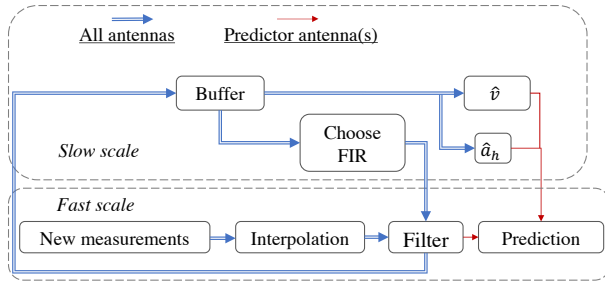 All antennas
Predictor antenna(s)
Buffer
v̂
Choose
FIR
â_h
Slow scale
Fast scale
New measurements
Interpolation
Filter
Prediction